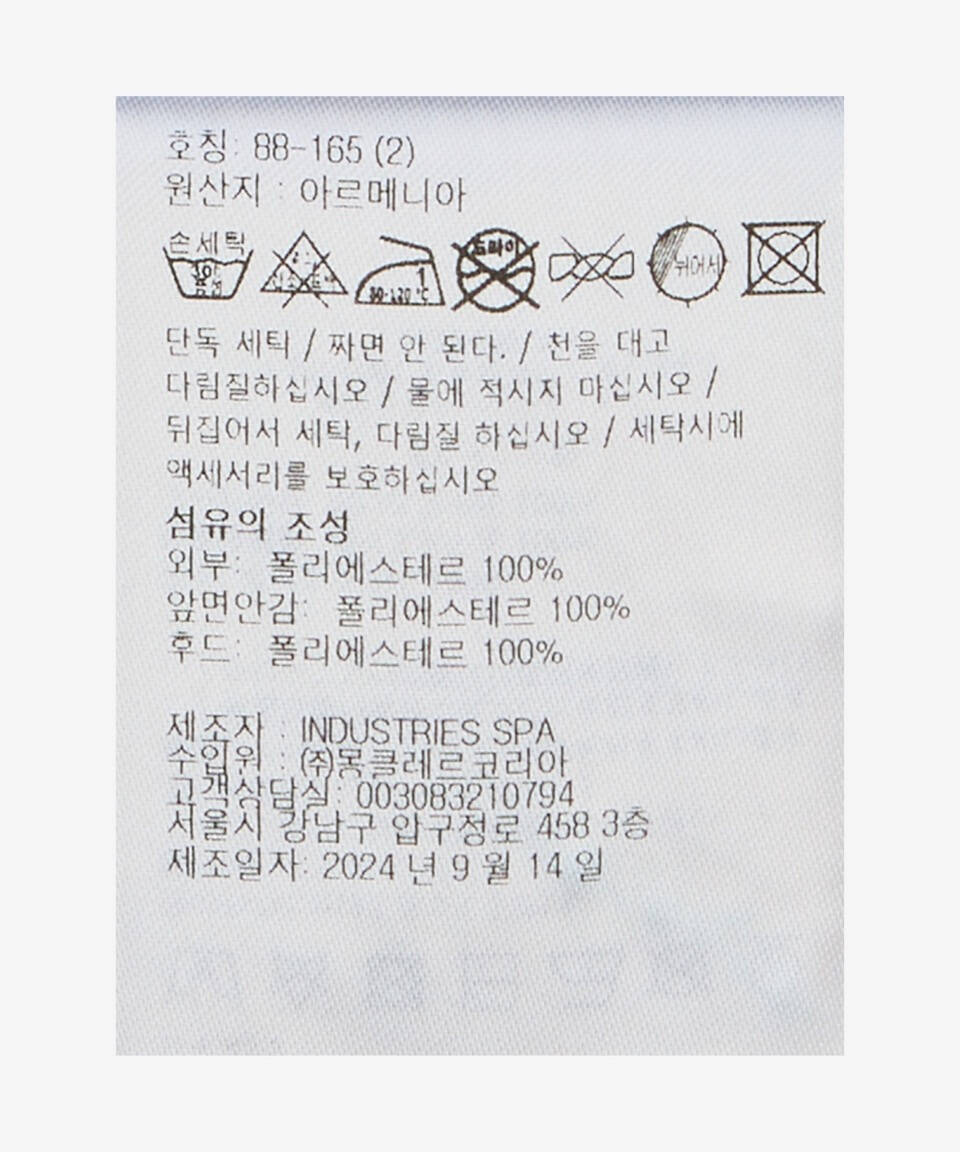 호칭: 88-165 (2)
원산지 : 아르메니아
손세탁
드라이
약 30℃ 중성
1
80-120 ℃
뉘어서
단독 세탁 / 짜면 안 된다. / 천을 대고
다림질하십시오 / 물에 적시지 마십시오 /
뒤집어서 세탁, 다림질 하십시오 / 세탁시에
액세서리를 보호하십시오
섬유의 조성
외부: 폴리에스테르 100%
앞면안감: 폴리에스테르 100%
후드: 폴리에스테르 100%
제조자 : INDUSTRIES SPA
수입원 : ㈜몽클레르코리아
고객상담실: 003083210794
서울시 강남구 압구정로 458 3층
제조일자: 2024 년 9 월 14 일